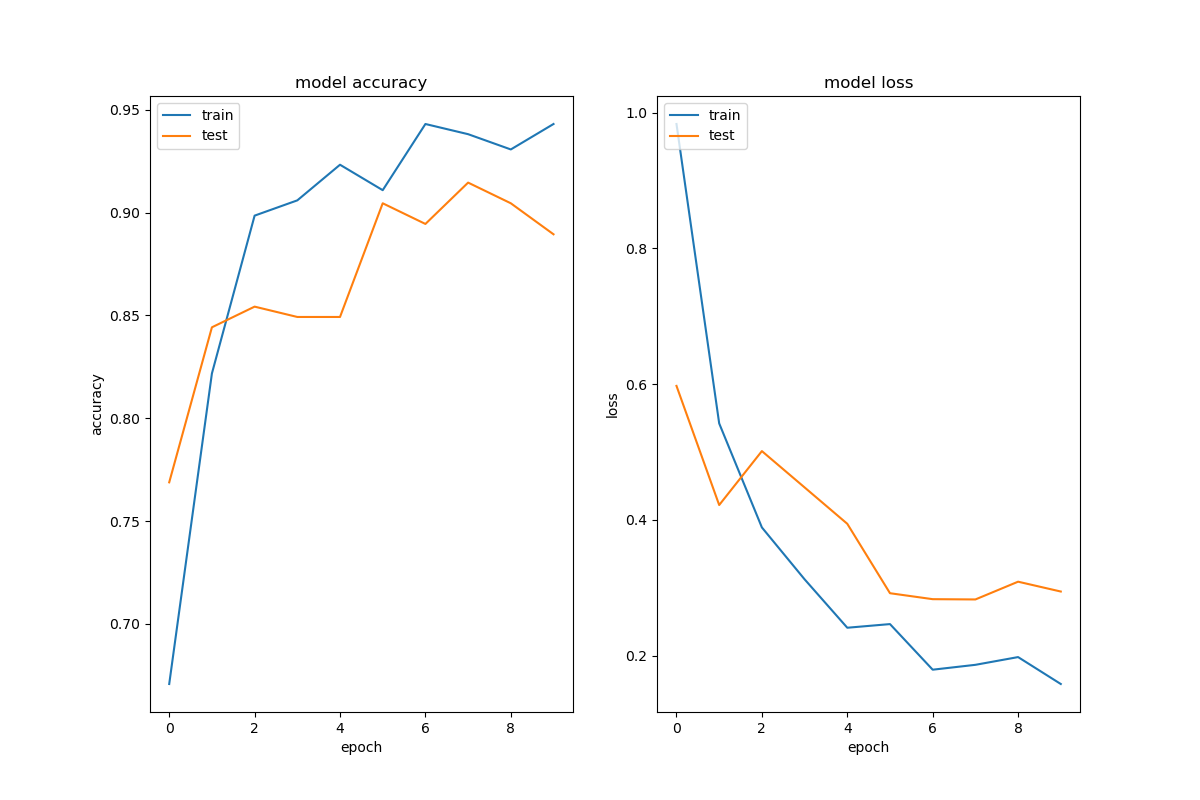 model accuracy
train
test
0.95
0.90
0.85
0.80
0.75
0.70
accuracy
0 2 4 6 8
epoch
model loss
train
test
1.0
0.8
0.6
0.4
0.2
loss
0 2 4 6 8
epoch